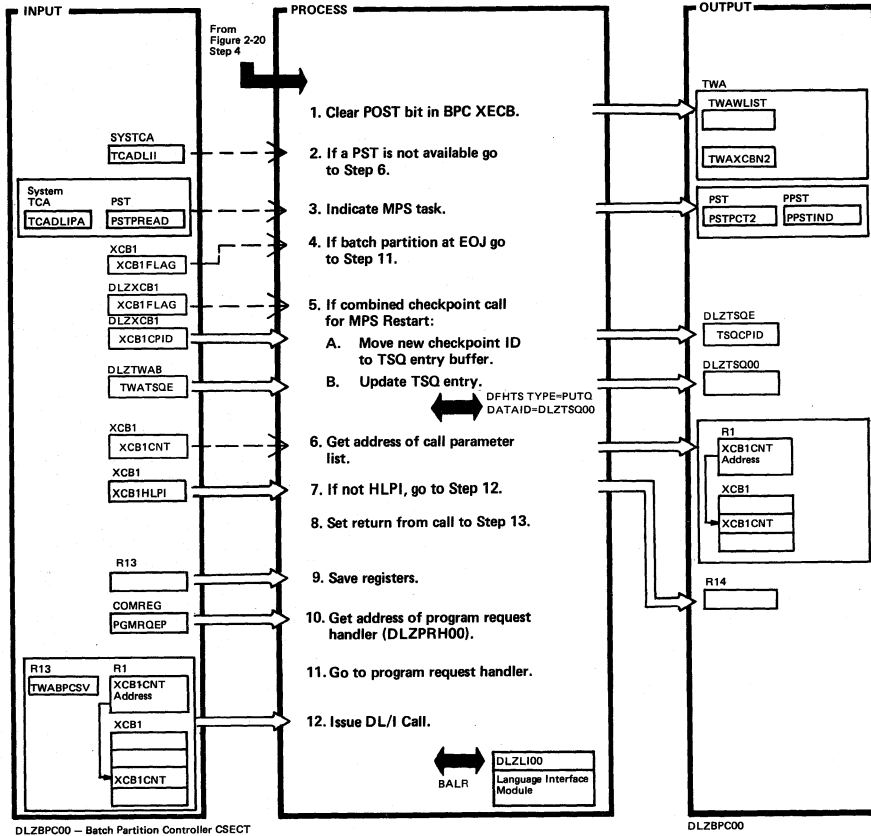 INPUT
PROCESS
OUTPUT
From
Figure 2-20
Step 4
1. Clear POST bit in BPC XECB.
TWA
TWAWLIST
TWAXCBN2
SYSTCA
TCADLII
2. If a PST is not available go
to Step 6.
System
TCA
PST
TCADLIPA
PSTPREAD
3. Indicate MPS task.
PST
PPST
PSTPCT2
PPSTIND
XCB1
XCB1FLAG
4. If batch partition at EOJ go
to Step 11.
DLZXCB1
XCB1FLAG
DLZXCB1
XCB1CPID
5. If combined checkpoint call
for MPS Restart:
A. Move new checkpoint ID
to TSQ entry buffer.
DLZTSQE
TSQCPID
DLZTWAB
TWATSQE
B. Update TSQ entry.
DLZTSQ00
DFHTS TYPE=PUTQ
DATAID=DLZTSQ00
XCB1
XCB1CNT
6. Get address of call parameter
list.
R1
XCB1CNT
Address
XCB1
XCB1CNT
XCB1
XCB1HLPI
7. If not HLPI, go to Step 12.
8. Set return from call to Step 13.
R13
9. Save registers.
R14
COMREG
PGMRQEP
10. Get address of program request
handler (DLZPRH00).
11. Go to program request handler.
R13
R1
TWABPCSV
XCB1CNT
Address
XCB1
XCB1CNT
12. Issue DL/I Call.
BALR
DLZLI00
Language Interface
Module
DLZBPC00 — Batch Partition Controller CSECT
DLZBPC00